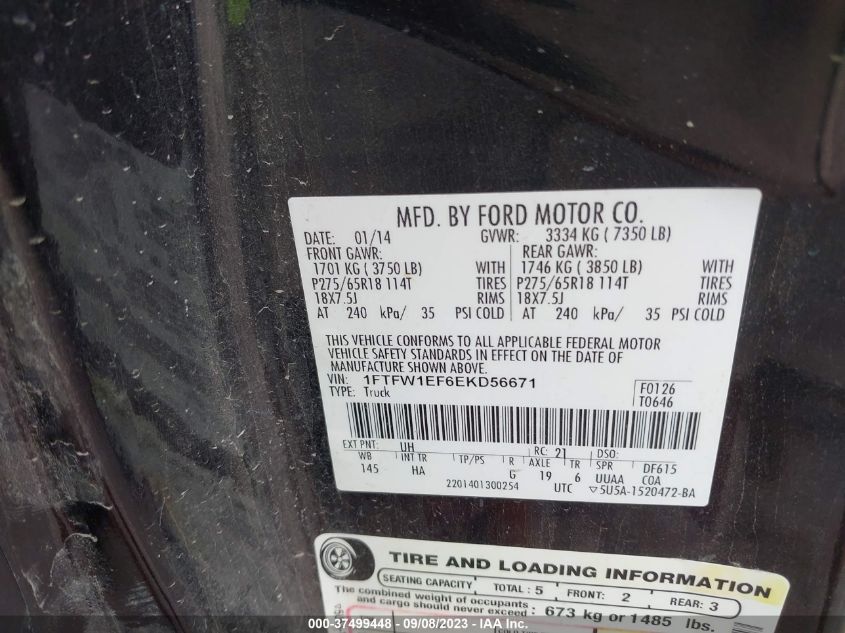 MFD. BY FORD MOTOR CO.
DATE: 01/14 GVWR: 3334 KG ( 7350 LB)
FRONT GAWR: REAR GAWR:
1701 KG ( 3750 LB) WITH 1746 KG ( 3850 LB) WITH
P275/65R18 114T TIRES P275/65R18 114T TIRES
18X7.5J RIMS 18X7.5J RIMS
AT 240 kPa/ 35 PSI COLD AT 240 kPa/ 35 PSI COLD
THIS VEHICLE CONFORMS TO ALL APPLICABLE FEDERAL MOTOR
VEHICLE SAFETY STANDARDS IN EFFECT ON THE DATE OF
MANUFACTURE SHOWN ABOVE.
VIN: 1FTFW1EF6EKD56671 F0126
TYPE: Truck T0646
EXT PNT: UH RC: 21 DSO:
WB INT TR TP/PS R AXLE TR SPR DF615
145 HA G 19 6 UUAA COA
2201401300254 UTC ▽5U5A-1520472-BA
TIRE AND LOADING INFORMATION
SEATING CAPACITY TOTAL : 5 FRONT: 2 REAR: 3
The combined weight of occupants
and cargo should never exceed : 673 kg or 1485 lbs.
000-37499448 - 09/08/2023 - © IAA Inc.